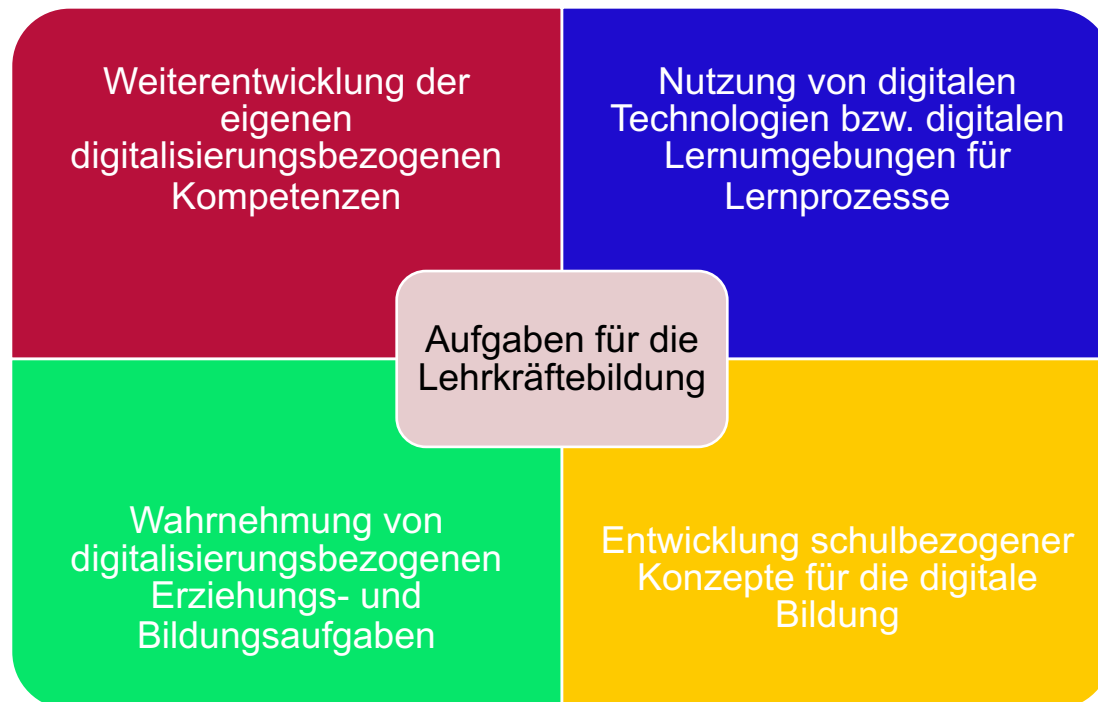 Weiterentwicklung der
eigenen
digitalisierungsbezogenen
Kompetenzen
Nutzung von digitalen
Technologien bzw. digitalen
Lernumgebungen für
Lernprozesse
Aufgaben für die
Lehrkräftebildung
Wahrnehmung von
digitalisierungsbezogenen
Erziehungs- und
Bildungsaufgaben
Entwicklung schulbezogener
Konzepte für die digitale
Bildung